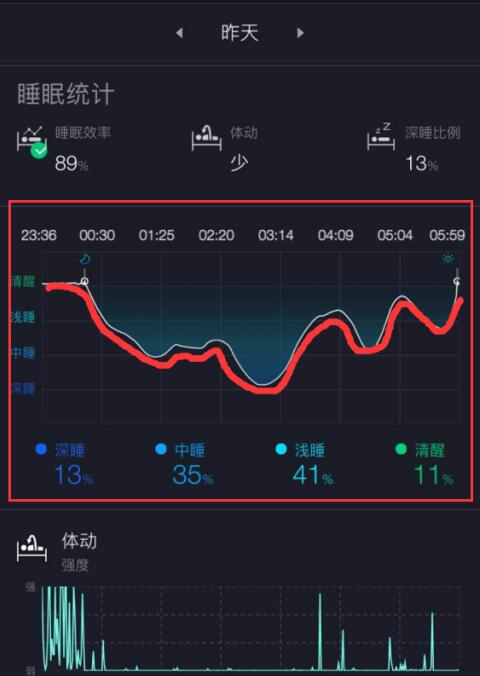 昨天
睡眠统计
睡眠效率
89%
体动
少
深睡比例
13%
23:36 00:30 01:25 02:20 03:14 04:09 05:04 05:59
清醒
浅睡
中睡
深睡
深睡 中睡 浅睡 清醒
13% 35% 41% 11%
体动
强度
强
弱